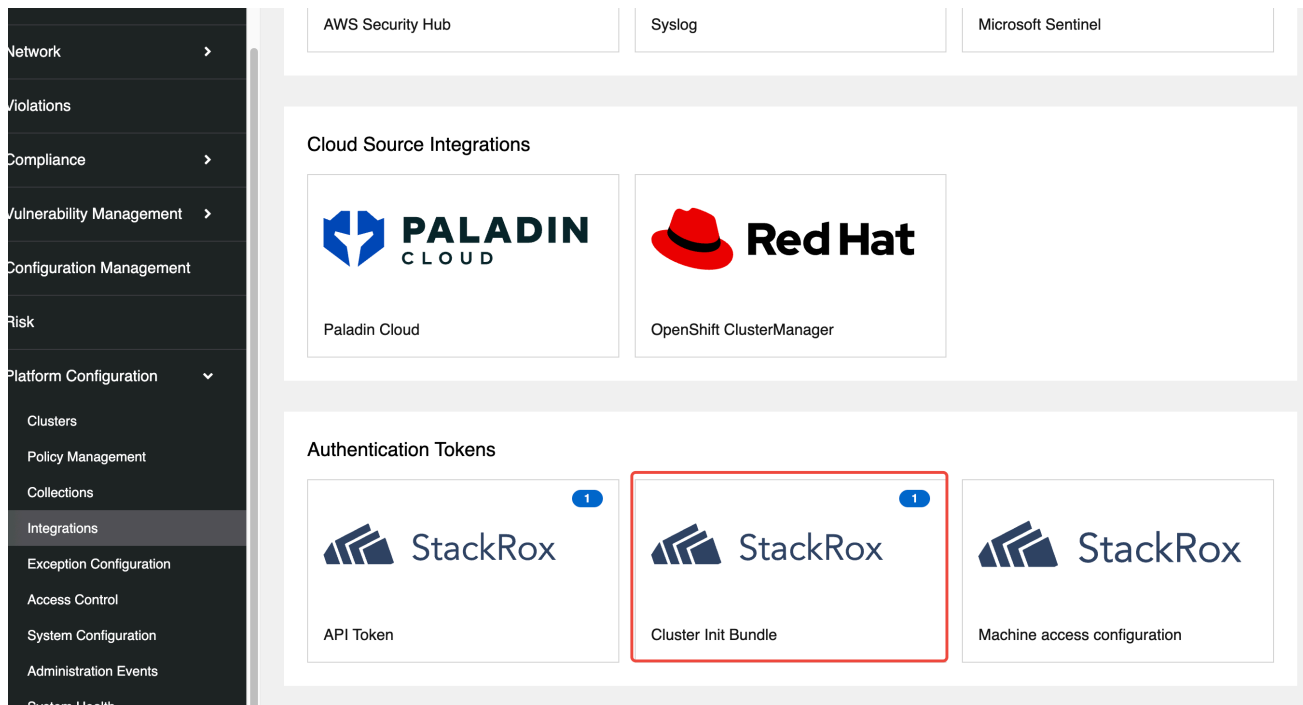 Network
Violations
Compliance
Vulnerability Management
Configuration Management
Risk
Platform Configuration
Clusters
Policy Management
Collections
Integrations
Exception Configuration
Access Control
System Configuration
Administration Events
System Health
AWS Security Hub
Syslog
Microsoft Sentinel
Cloud Source Integrations
PALADIN
CLOUD
Paladin Cloud
Red Hat
OpenShift ClusterManager
Authentication Tokens
1
StackRox
API Token
1
StackRox
Cluster Init Bundle
StackRox
Machine access configuration